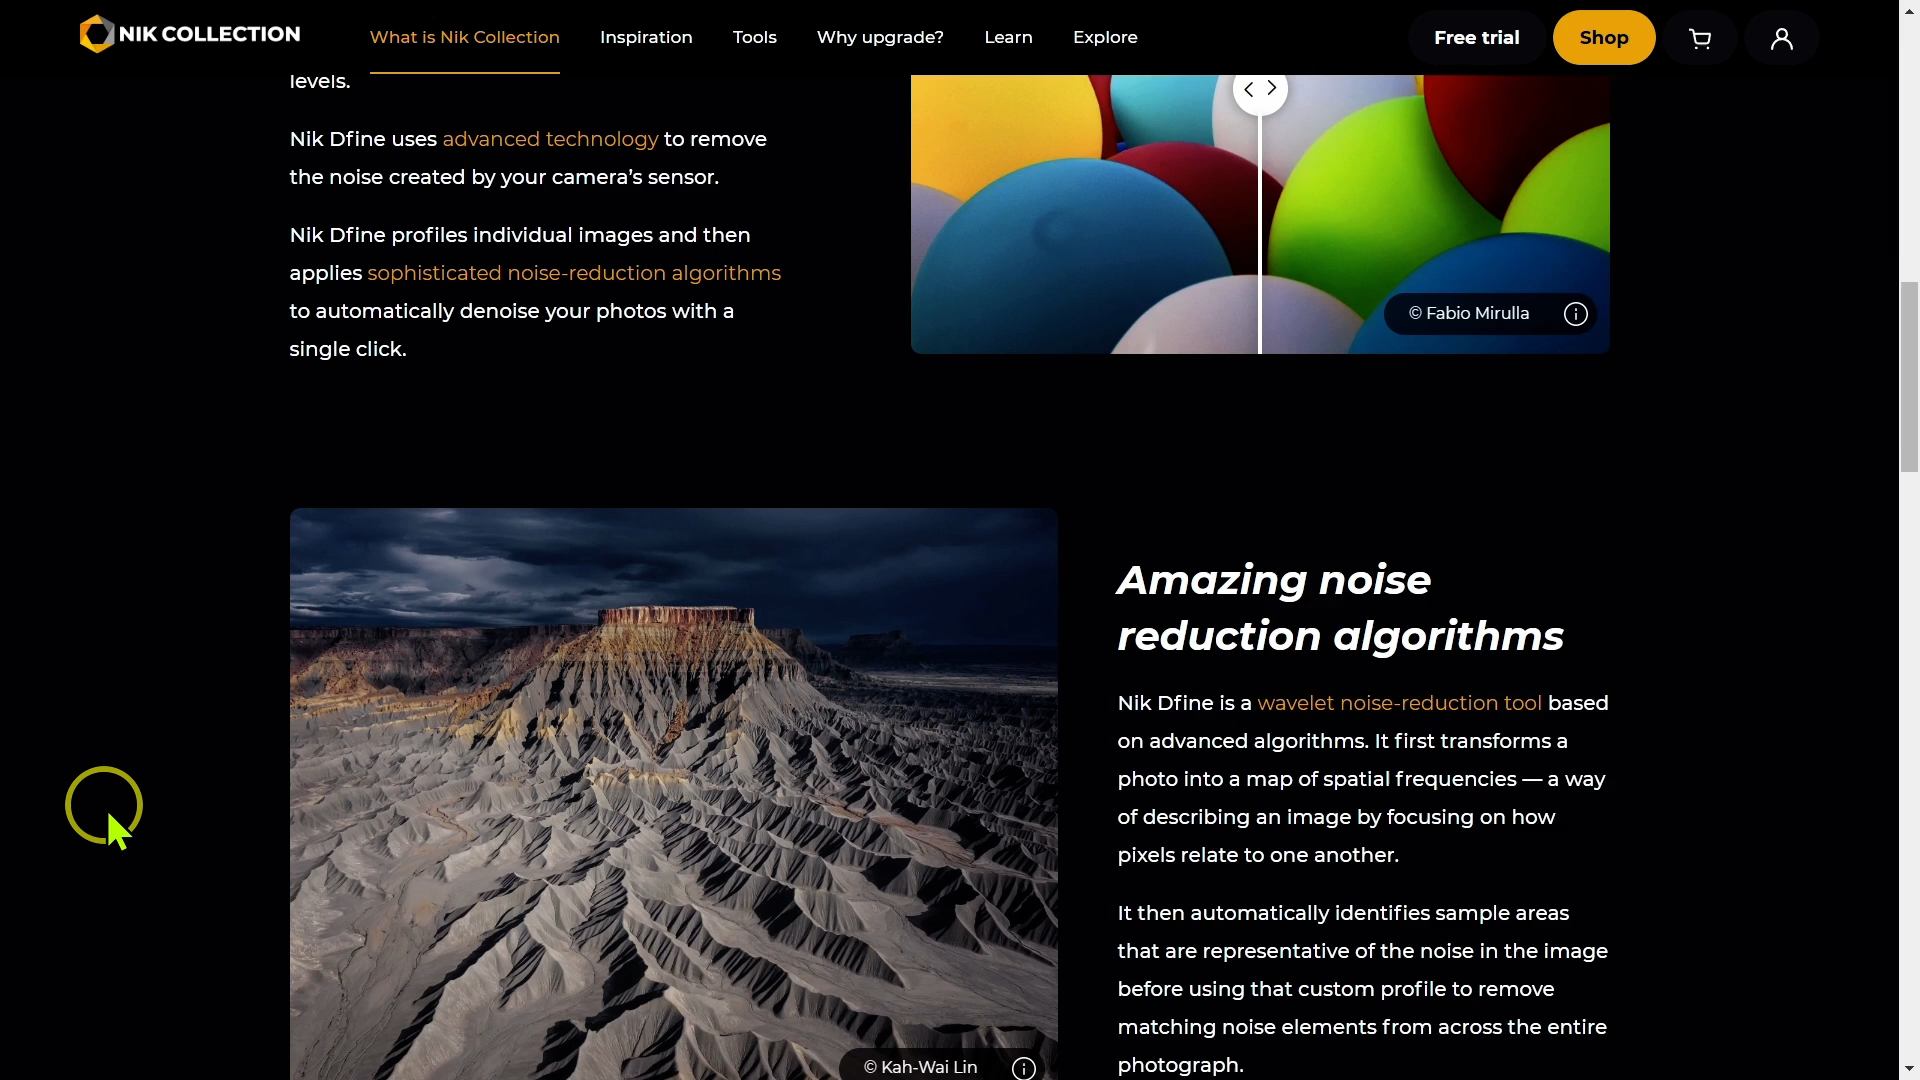 NIK COLLECTION
What is Nik Collection
Inspiration
Tools
Why upgrade?
Learn
Explore
Free trial
Shop
levels.
Nik Dfine uses advanced technology to remove
the noise created by your camera’s sensor.
Nik Dfine profiles individual images and then
applies sophisticated noise-reduction algorithms
to automatically denoise your photos with a
single click.
© Fabio Mirulla
Amazing noise
reduction algorithms
Nik Dfine is a wavelet noise-reduction tool based
on advanced algorithms. It first transforms a
photo into a map of spatial frequencies — a way
of describing an image by focusing on how
pixels relate to one another.
It then automatically identifies sample areas
that are representative of the noise in the image
before using that custom profile to remove
matching noise elements from across the entire
photograph.
© Kah-Wai Lin